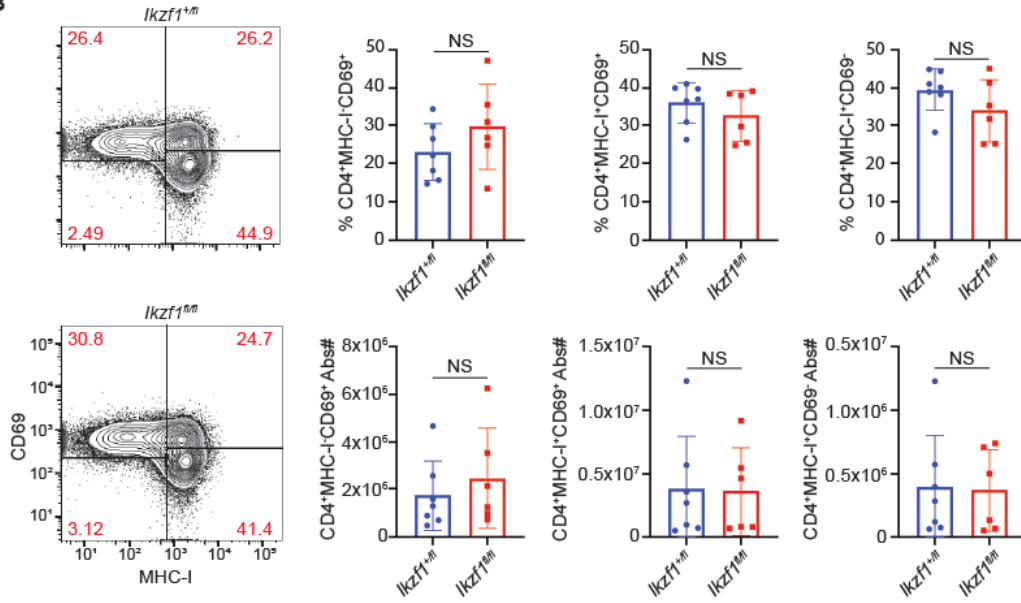 Ikzf1+/fl
26.4 26.2
2.49 44.9
% CD4+MHC-I-CD69+
50
40
30
20
10
0
NS
Ikzf1+/fl Ikzf1fl/fl
% CD4+MHC-I+CD69+
50
40
30
20
10
0
NS
Ikzf1+/fl Ikzf1fl/fl
% CD4+MHC-I+CD69-
50
40
30
20
10
0
NS
Ikzf1+/fl Ikzf1fl/fl
Ikzf1fl/fl
30.8 24.7
3.12 41.4
CD69
10⁵
10⁴
10³
10²
10¹
10¹ 10² 10³ 10⁴ 10⁵
MHC-I
CD4+MHC-I-CD69+ Abs#
8x10⁶
6x10⁶
4x10⁶
2x10⁶
0
NS
Ikzf1+/fl Ikzf1fl/fl
CD4+MHC-I+CD69+ Abs#
1.5x10⁷
1.0x10⁷
0.5x10⁷
0
NS
Ikzf1+/fl Ikzf1fl/fl
CD4+MHC-I+CD69- Abs#
0.5x10⁷
1.0x10⁶
0.5x10⁶
0
NS
Ikzf1+/fl Ikzf1fl/fl